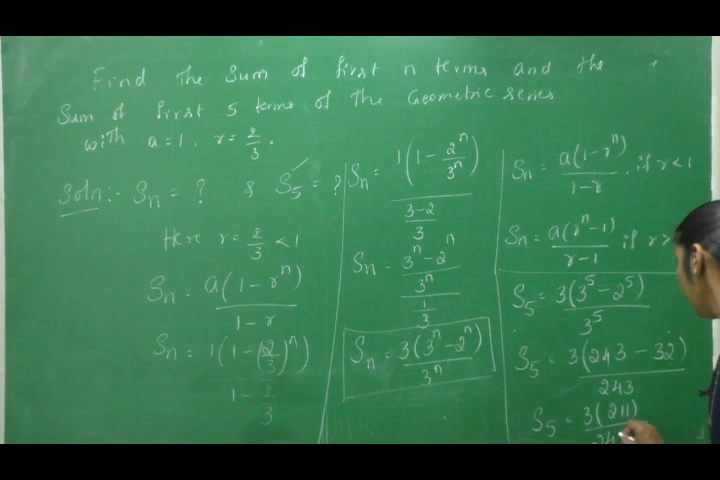 Find the Sum of first n terms and the
Sum of first 5 terms of the Geometric series
with a = 1, r = 2/3.
Soln:- Sn = ? & S5 = ?
Here r = 2/3 < 1
Sn = a(1 - r^n) / 1 - r
Sn = 1(1 - (2/3)^n) / 1 - 2/3
Sn = 1(1 - 2^n/3^n) / (3-2)/3
Sn = (3^n - 2^n)/3^n / 1/3
Sn = 3(3^n - 2^n) / 3^n
Sn = a(1 - r^n) / 1 - r , if r < 1
Sn = a(r^n - 1) / r - 1 if r >
S5 = 3(3^5 - 2^5) / 3^5
S5 = 3(243 - 32) / 243
S5 = 3(211) /